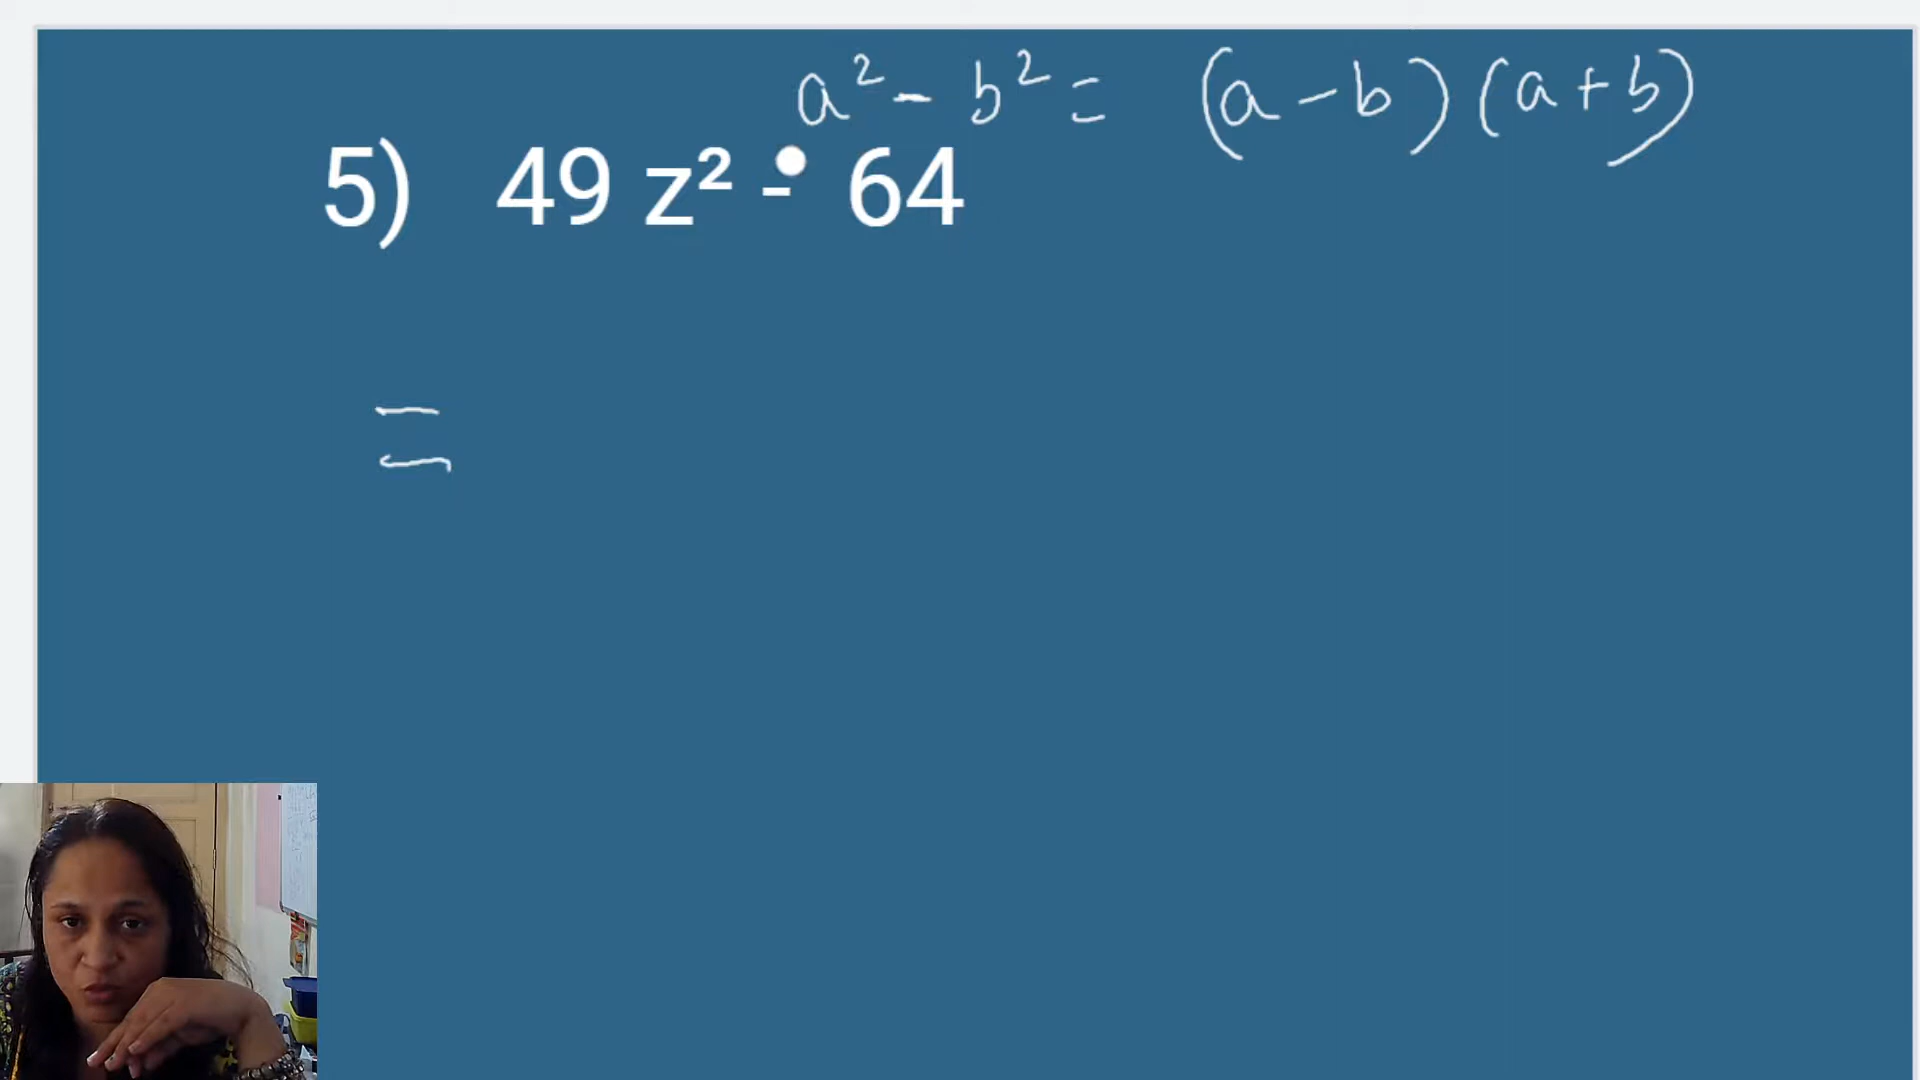 a² - b² = (a - b) (a + b)
5) 49 z² - 64
=